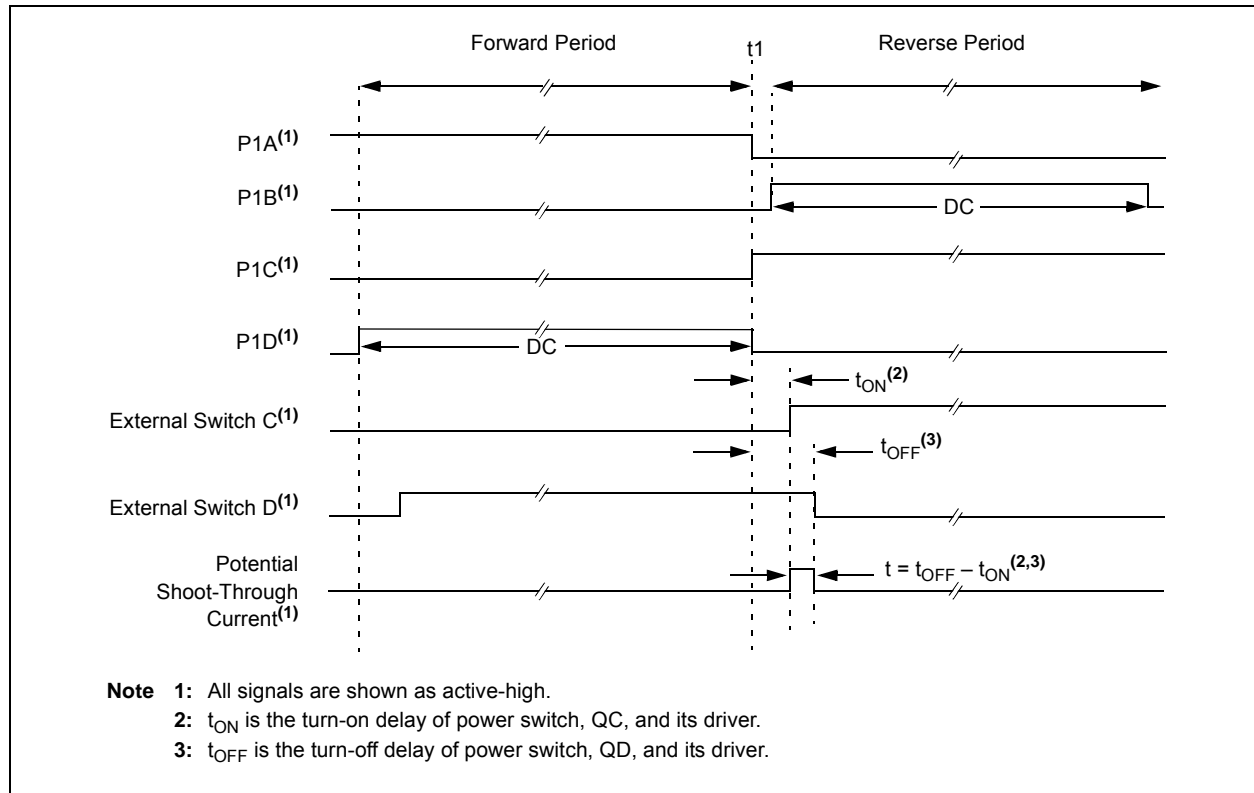 Forward Period
t1
Reverse Period
P1A(1)
P1B(1)
DC
P1C(1)
P1D(1)
DC
tON(2)
External Switch C(1)
tOFF(3)
External Switch D(1)
Potential
Shoot-Through
Current(1)
t = tOFF – tON(2,3)
Note 1: All signals are shown as active-high.
2: tON is the turn-on delay of power switch, QC, and its driver.
3: tOFF is the turn-off delay of power switch, QD, and its driver.